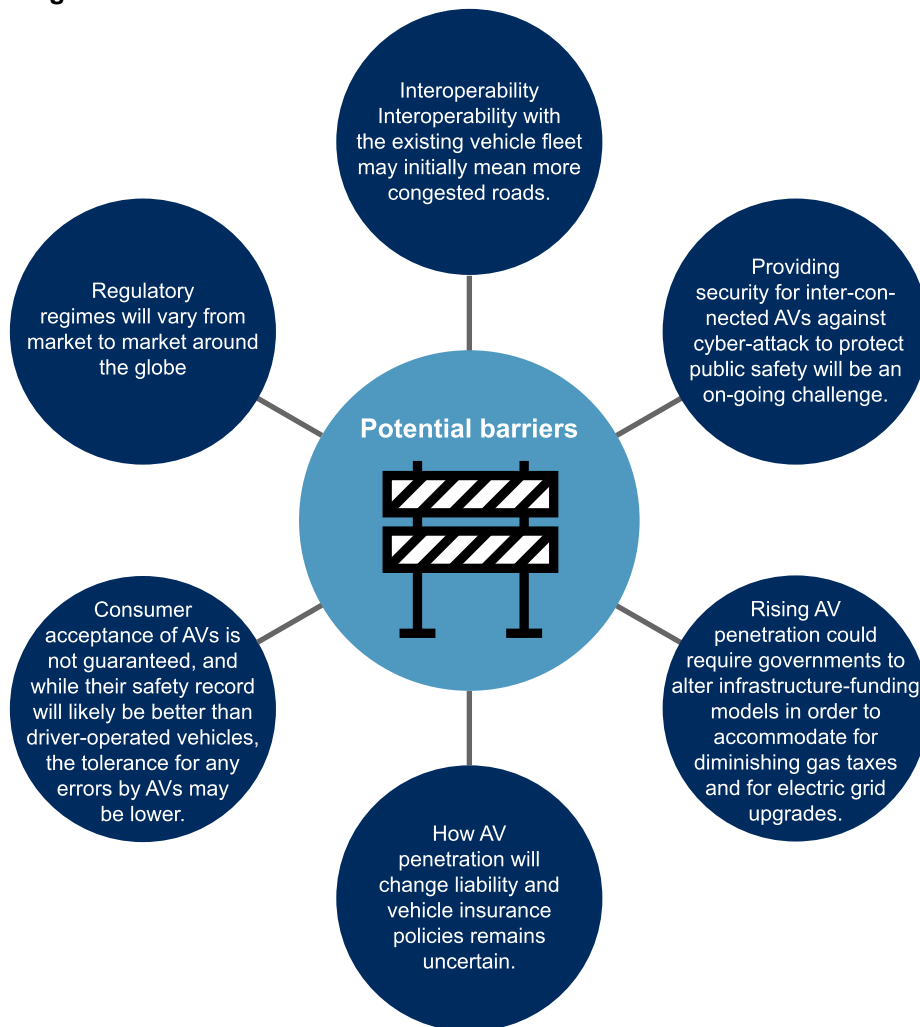 Interoperability
Interoperability with
the existing vehicle fleet
may initially mean more
congested roads.
Providing
security for inter-con-
nected AVs against
cyber-attack to protect
public safety will be an
on-going challenge.
Regulatory
regimes will vary from
market to market around
the globe
Potential barriers
Consumer
acceptance of AVs is
not guaranteed, and
while their safety record
will likely be better than
driver-operated vehicles,
the tolerance for any
errors by AVs may
be lower.
Rising AV
penetration could
require governments to
alter infrastructure-funding
models in order to
accommodate for
diminishing gas taxes
and for electric grid
upgrades.
How AV
penetration will
change liability and
vehicle insurance
policies remains
uncertain.